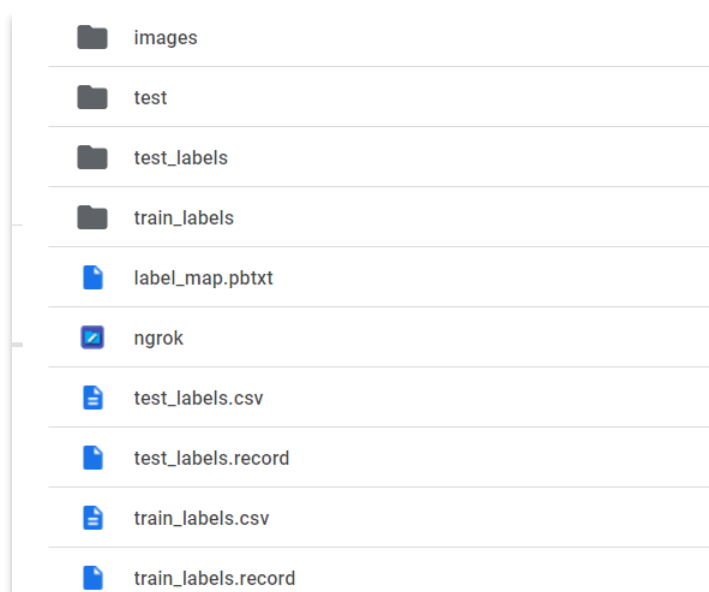 images
test
test_labels
train_labels
label_map.pbtxt
ngrok
test_labels.csv
test_labels.record
train_labels.csv
train_labels.record